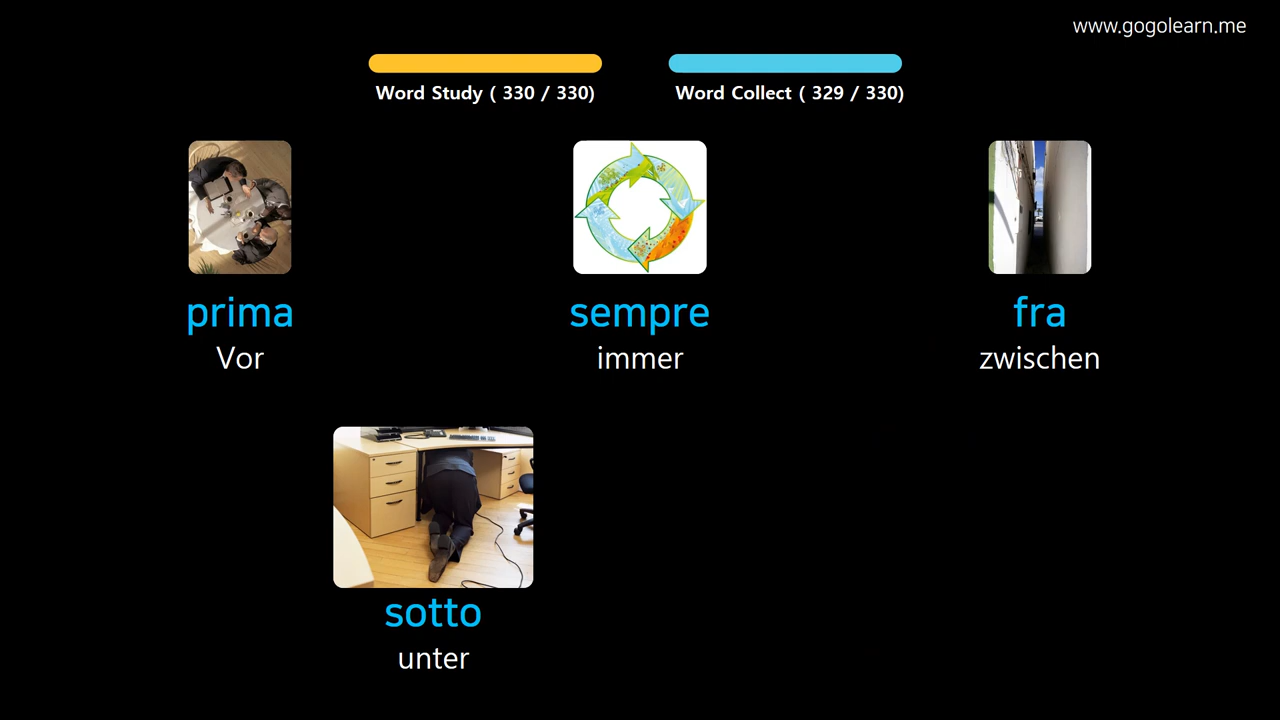 www.gogolearn.me
Word Study ( 330 / 330)
Word Collect ( 329 / 330)
prima
Vor
sempre
immer
fra
zwischen
sotto
unter